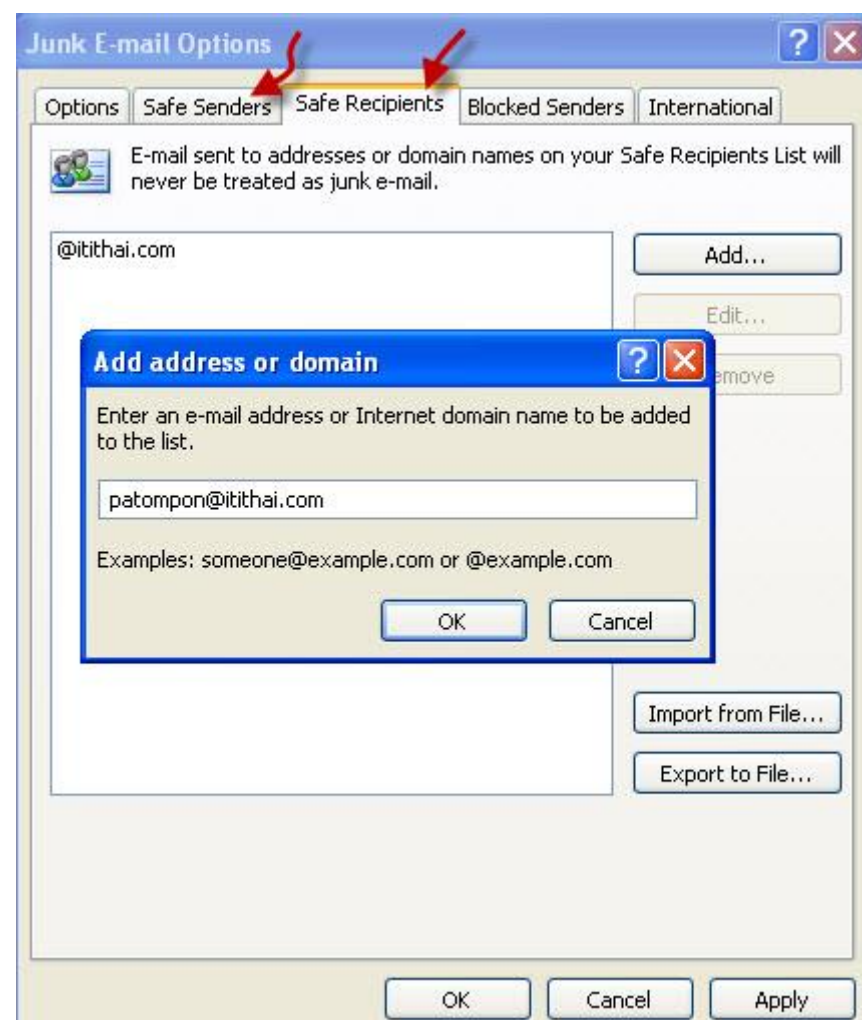 Junk E-mail Options
Options Safe Senders Safe Recipients Blocked Senders International
E-mail sent to addresses or domain names on your Safe Recipients List will
never be treated as junk e-mail.
@itithai.com
Add...
Edit...
emove
Add address or domain
Enter an e-mail address or Internet domain name to be added
to the list.
patompon@itithai.com
Examples: someone@example.com or @example.com
OK Cancel
Import from File...
Export to File...
OK Cancel Apply